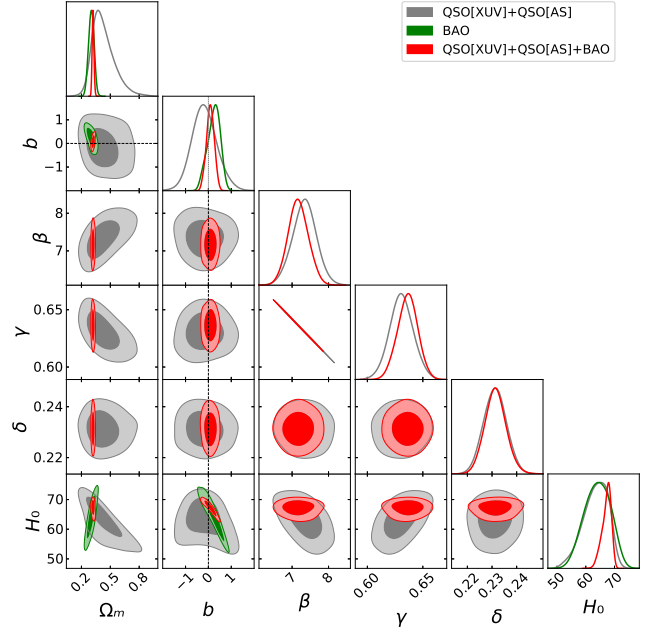 QSO[XUV]+QSO[AS]
BAO
QSO[XUV]+QSO[AS]+BAO
b
1
0
−1
β
8
7
γ
0.65
0.60
δ
0.24
0.22
H₀
70
60
50
0.2 0.5 0.8
−1 0 1
7 8
0.60 0.65
0.22 0.23 0.24
50 60 70
Ωₘ b β γ δ H₀